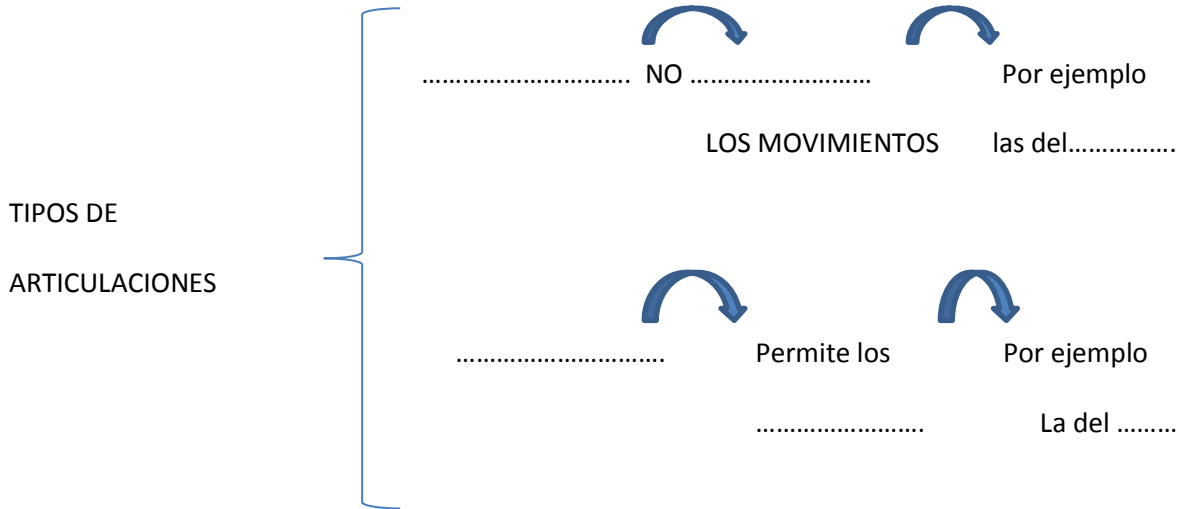 ……………………………. NO ………………………… Por ejemplo
LOS MOVIMIENTOS las del…………….
TIPOS DE
ARTICULACIONES
……………………………. Permite los Por ejemplo
………………………. La del ………